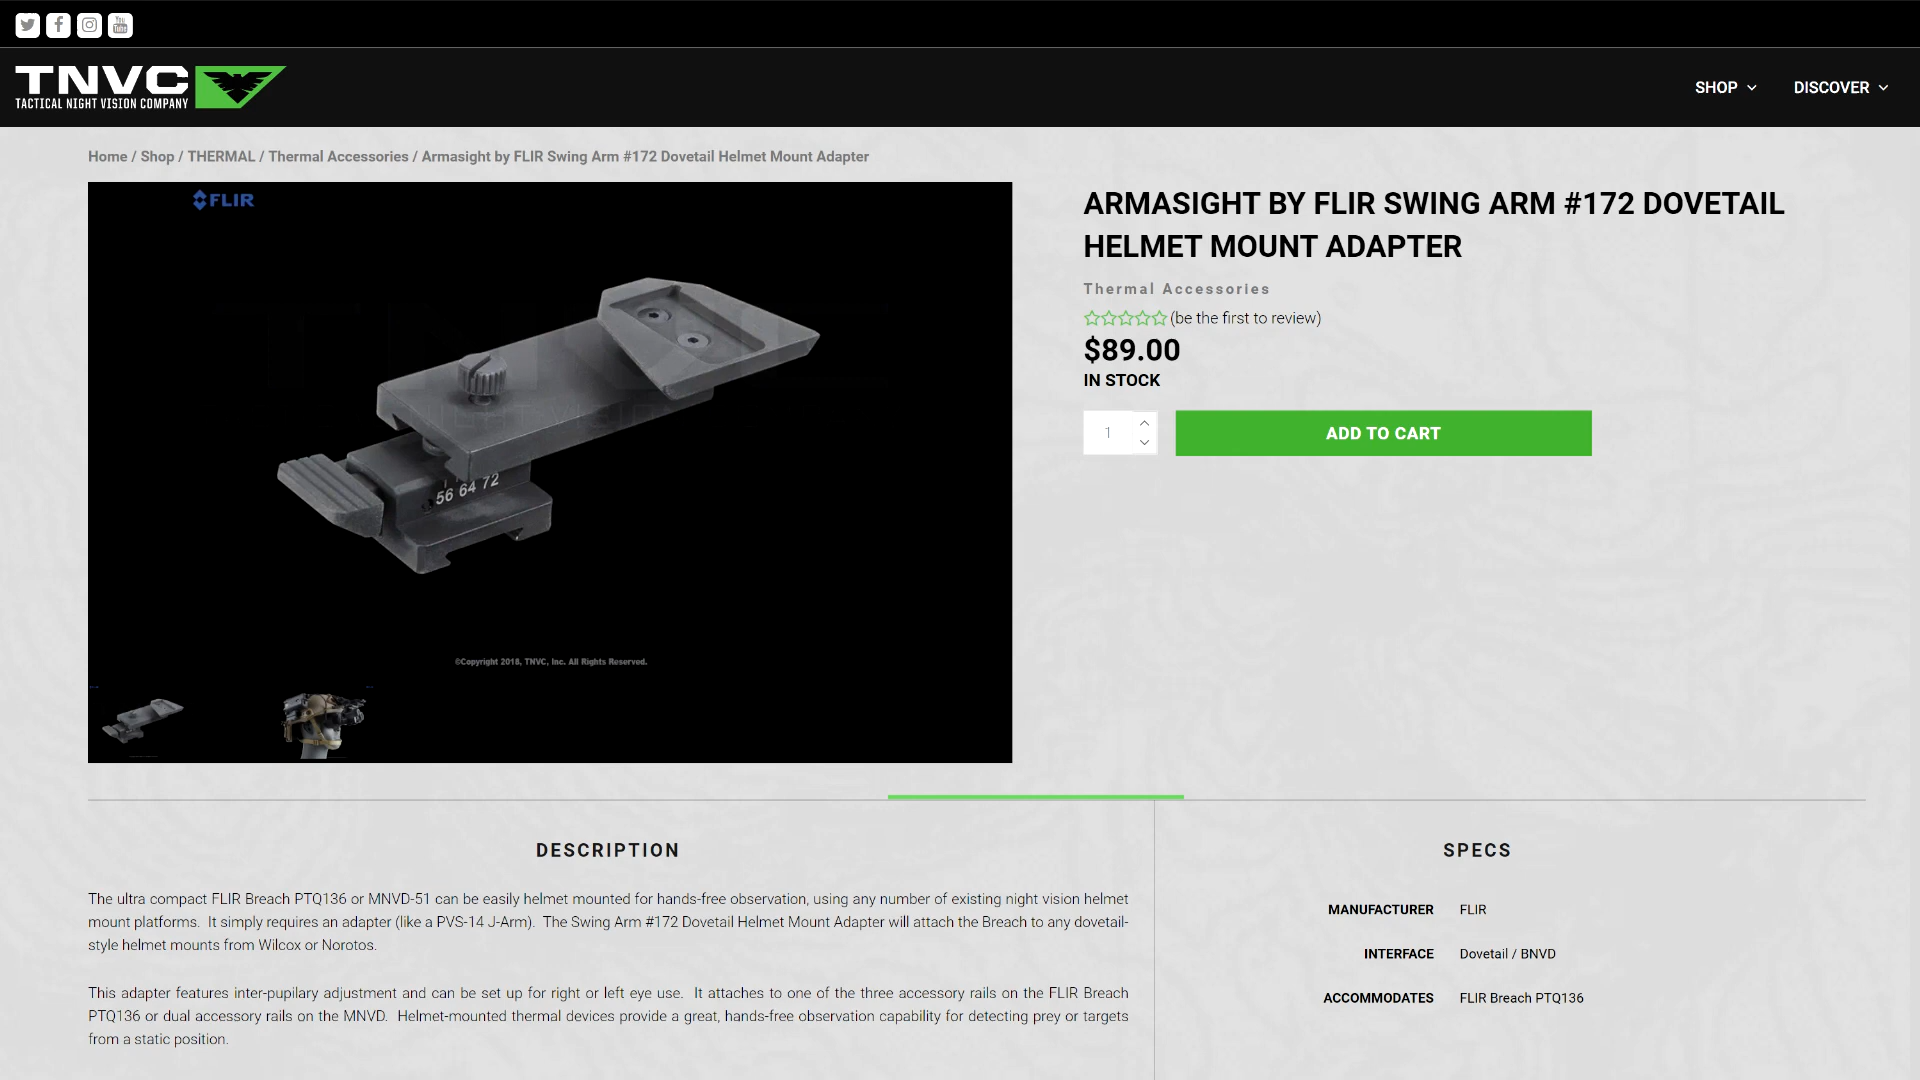 TNVC
TACTICAL NIGHT VISION COMPANY
SHOP
DISCOVER
Home / Shop / THERMAL / Thermal Accessories / Armasight by FLIR Swing Arm #172 Dovetail Helmet Mount Adapter
FLIR
56 64 72
©Copyright 2018, TNVC, Inc. All Rights Reserved.
ARMASIGHT BY FLIR SWING ARM #172 DOVETAIL
HELMET MOUNT ADAPTER
Thermal Accessories
(be the first to review)
$89.00
IN STOCK
1
ADD TO CART
DESCRIPTION
The ultra compact FLIR Breach PTQ136 or MNVD-51 can be easily helmet mounted for hands-free observation, using any number of existing night vision helmet
mount platforms. It simply requires an adapter (like a PVS-14 J-Arm). The Swing Arm #172 Dovetail Helmet Mount Adapter will attach the Breach to any dovetail-
style helmet mounts from Wilcox or Norotos.
This adapter features inter-pupilary adjustment and can be set up for right or left eye use. It attaches to one of the three accessory rails on the FLIR Breach
PTQ136 or dual accessory rails on the MNVD. Helmet-mounted thermal devices provide a great, hands-free observation capability for detecting prey or targets
from a static position.
SPECS
MANUFACTURER FLIR
INTERFACE Dovetail / BNVD
ACCOMMODATES FLIR Breach PTQ136